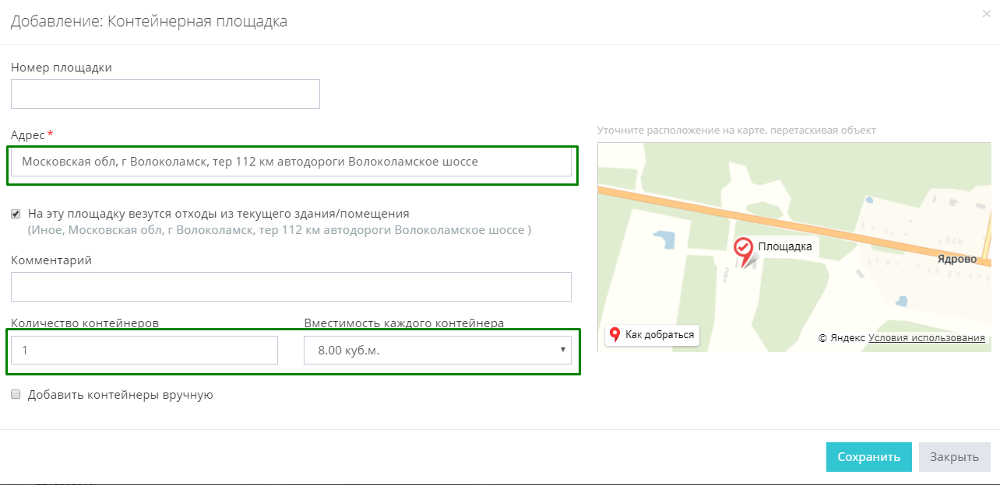 Добавление: Контейнерная площадка
×
Номер площадки
Адрес *
Московская обл, г Волоколамск, тер 112 км автодороги Волоколамское шоссе
На эту площадку везутся отходы из текущего здания/помещения
(Иное, Московская обл, г Волоколамск, тер 112 км автодороги Волоколамское шоссе )
Комментарий
Количество контейнеров
Вместимость каждого контейнера
1
8.00 куб.м.
Добавить контейнеры вручную
Уточните расположение на карте, перетаскивая объект
Площадка
Ядрово
Как добраться
© Яндекс Условия использования
Сохранить
Закрыть